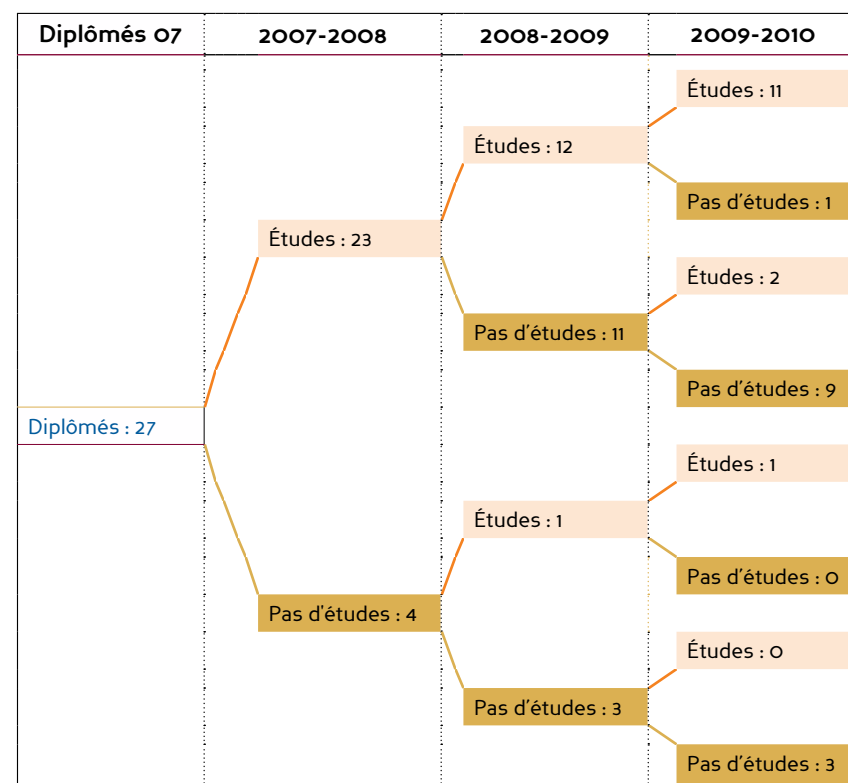 Diplômés 07 2007-2008 2008-2009 2009-2010
Études : 11
Études : 12
Pas d'études : 1
Études : 23
Études : 2
Pas d'études : 11
Pas d'études : 9
Diplômés : 27
Études : 1
Études : 1
Pas d'études : 0
Pas d'études : 4
Études : 0
Pas d'études : 3
Pas d'études : 3